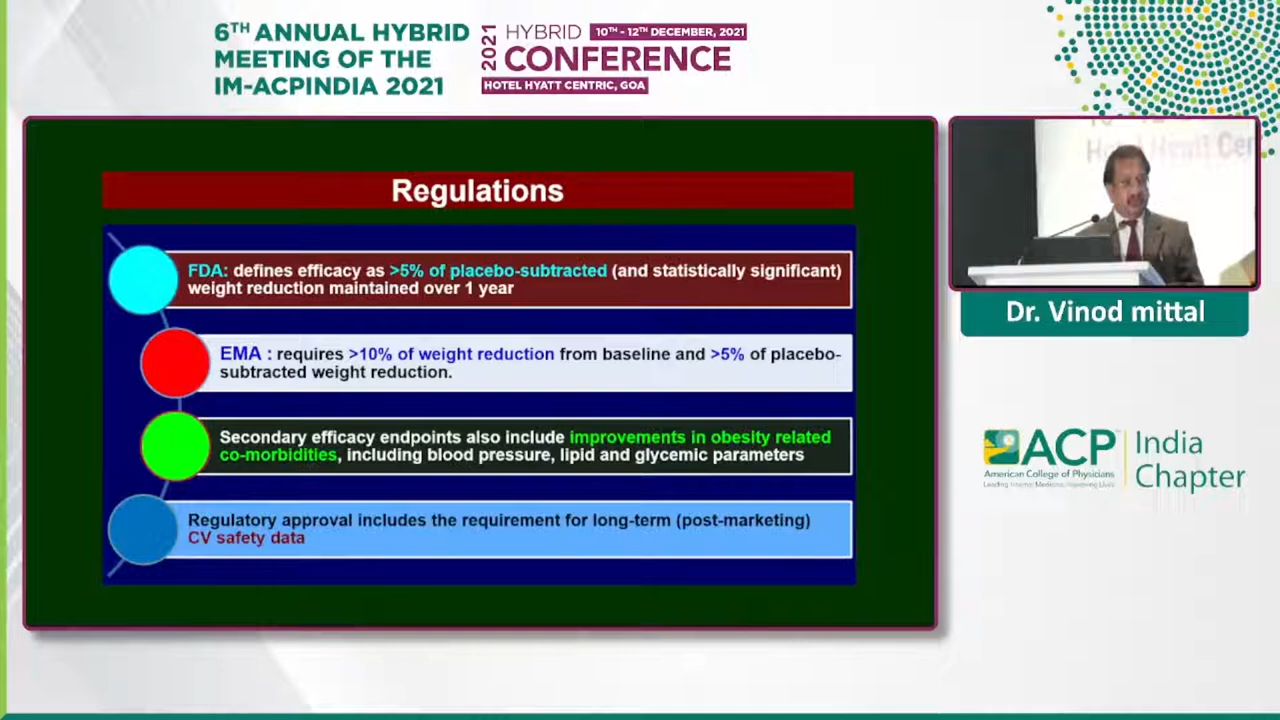 6TH ANNUAL HYBRID
MEETING OF THE
IM-ACPINDIA 2021
2021
HYBRID 10TH - 12TH DECEMBER, 2021
CONFERENCE
HOTEL HYATT CENTRIC, GOA
Regulations
FDA: defines efficacy as >5% of placebo-subtracted (and statistically significant)
weight reduction maintained over 1 year
EMA : requires >10% of weight reduction from baseline and >5% of placebo-
subtracted weight reduction.
Secondary efficacy endpoints also include improvements in obesity related
co-morbidities, including blood pressure, lipid and glycemic parameters
Regulatory approval includes the requirement for long-term (post-marketing)
CV safety data
Dr. Vinod mittal
ACP
American College of Physicians
India
Chapter